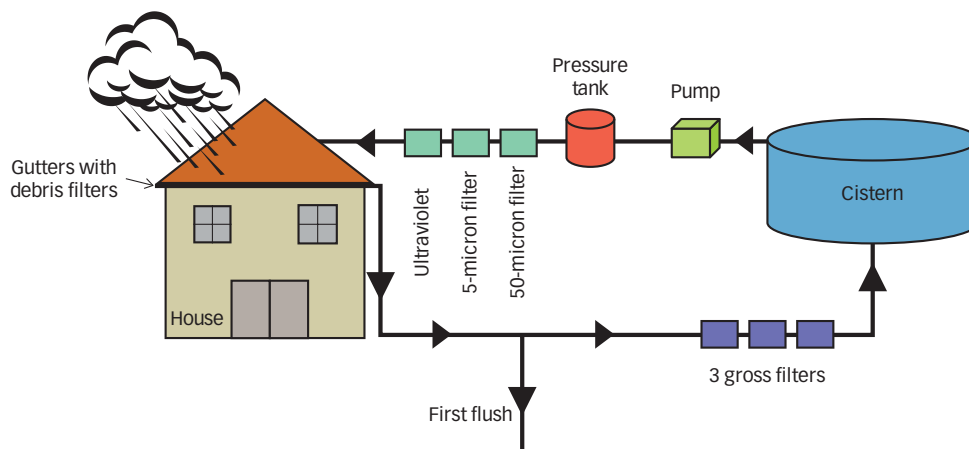 Pressure
tank
Pump
Gutters with
debris filters
Cistern
Ultraviolet
5-micron filter
50-micron filter
House
3 gross filters
First flush